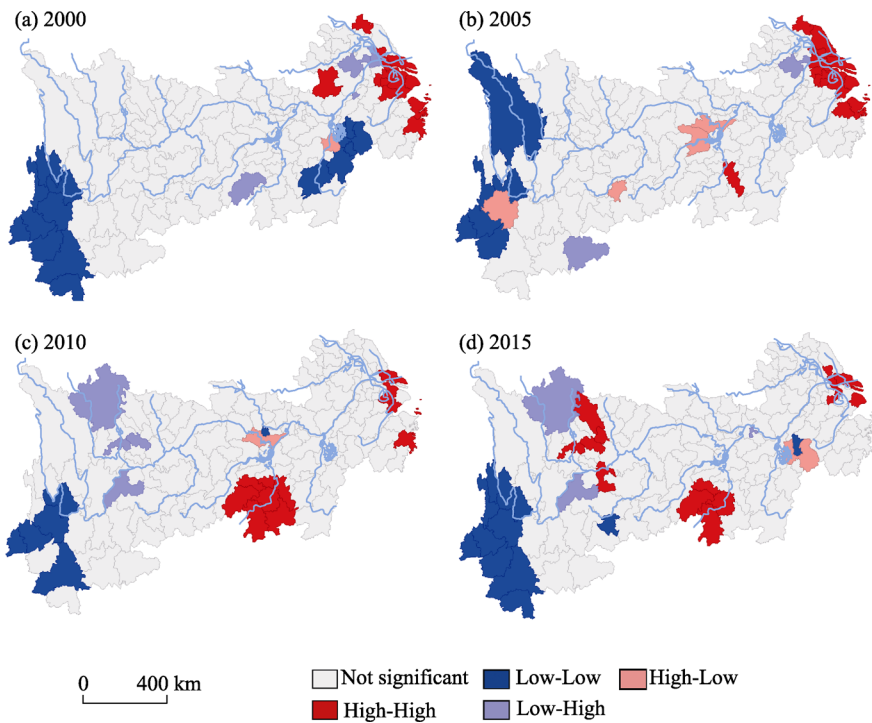 (a) 2000
(b) 2005
(c) 2010
(d) 2015
0 400 km
Not significant Low-Low High-Low
High-High Low-High